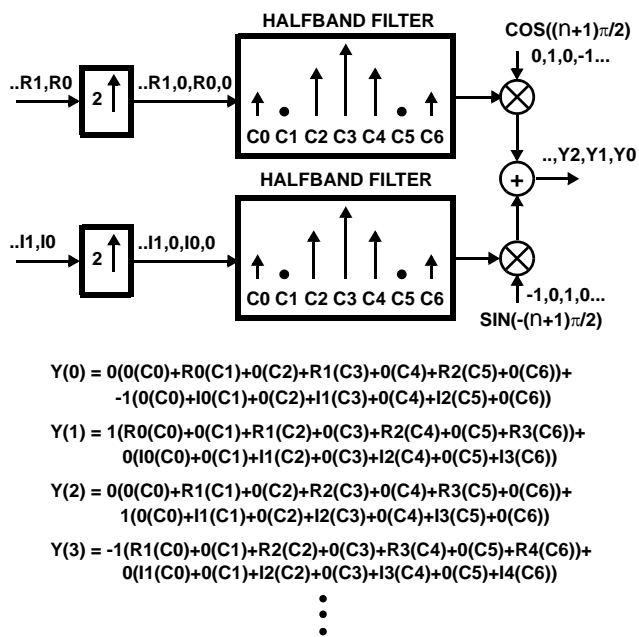 HALFBAND FILTER
COS((n+1)π/2)
0,1,0,-1...
..R1,R0
2
..R1,0,R0,0
C0 C1 C2 C3 C4 C5 C6
..,Y2,Y1,Y0
+
HALFBAND FILTER
..I1,I0
2
..I1,0,I0,0
C0 C1 C2 C3 C4 C5 C6
-1,0,1,0...
SIN(-(n+1)π/2)
Y(0) = 0(0(C0)+R0(C1)+0(C2)+R1(C3)+0(C4)+R2(C5)+0(C6))+
-1(0(C0)+I0(C1)+0(C2)+I1(C3)+0(C4)+I2(C5)+0(C6))
Y(1) = 1(R0(C0)+0(C1)+R1(C2)+0(C3)+R2(C4)+0(C5)+R3(C6))+
0(I0(C0)+0(C1)+I1(C2)+0(C3)+I2(C4)+0(C5)+I3(C6))
Y(2) = 0(0(C0)+R1(C1)+0(C2)+R2(C3)+0(C4)+R3(C5)+0(C6))+
1(0(C0)+I1(C1)+0(C2)+I2(C3)+0(C4)+I3(C5)+0(C6))
Y(3) = -1(R1(C0)+0(C1)+R2(C2)+0(C3)+R3(C4)+0(C5)+R4(C6))+
0(I1(C0)+0(C1)+I2(C2)+0(C3)+I3(C4)+0(C5)+I4(C6))